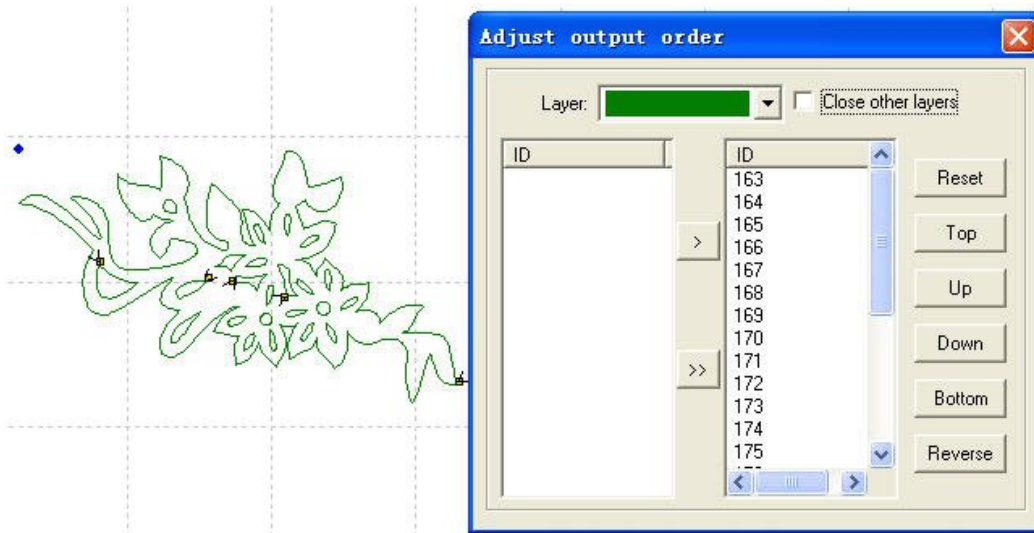 Adjust output order
Layer:
Close other layers
ID
ID
163
164
165
166
167
168
169
170
171
172
173
174
175
>
>>
Reset
Top
Up
Down
Bottom
Reverse